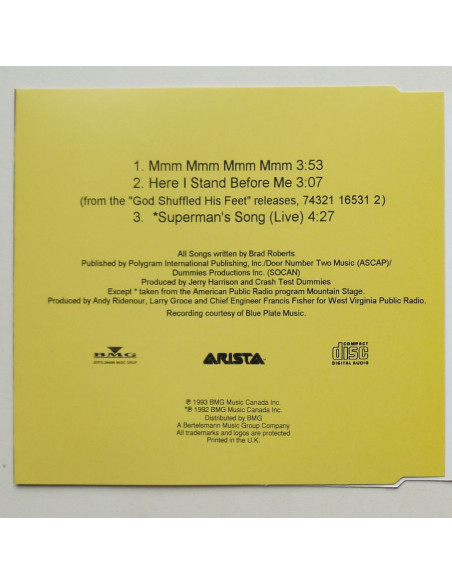 1. Mmm Mmm Mmm Mmm 3:53
2. Here I Stand Before Me 3:07
(from the "God Shuffled His Feet" releases, 74321 16531 2)
3. *Superman's Song (Live) 4:27
All Songs written by Brad Roberts
Published by Polygram International Publishing, Inc./Door Number Two Music (ASCAP)/
Dummies Productions Inc. (SOCAN)
Produced by Jerry Harrison and Crash Test Dummies
Except * taken from the American Public Radio program Mountain Stage.
Produced by Andy Ridenour, Larry Groce and Chief Engineer Francis Fisher for West Virginia Public Radio.
Recording courtesy of Blue Plate Music.
BMG
BERTELSMANN MUSIC GROUP
ARISTA
COMPACT
disc
DIGITAL AUDIO
℗ 1993 BMG Music Canada Inc.
*℗ 1992 BMG Music Canada Inc.
Distributed by BMG
A Bertelsmann Music Group Company
All trademarks and logos are protected
Printed in the U.K.